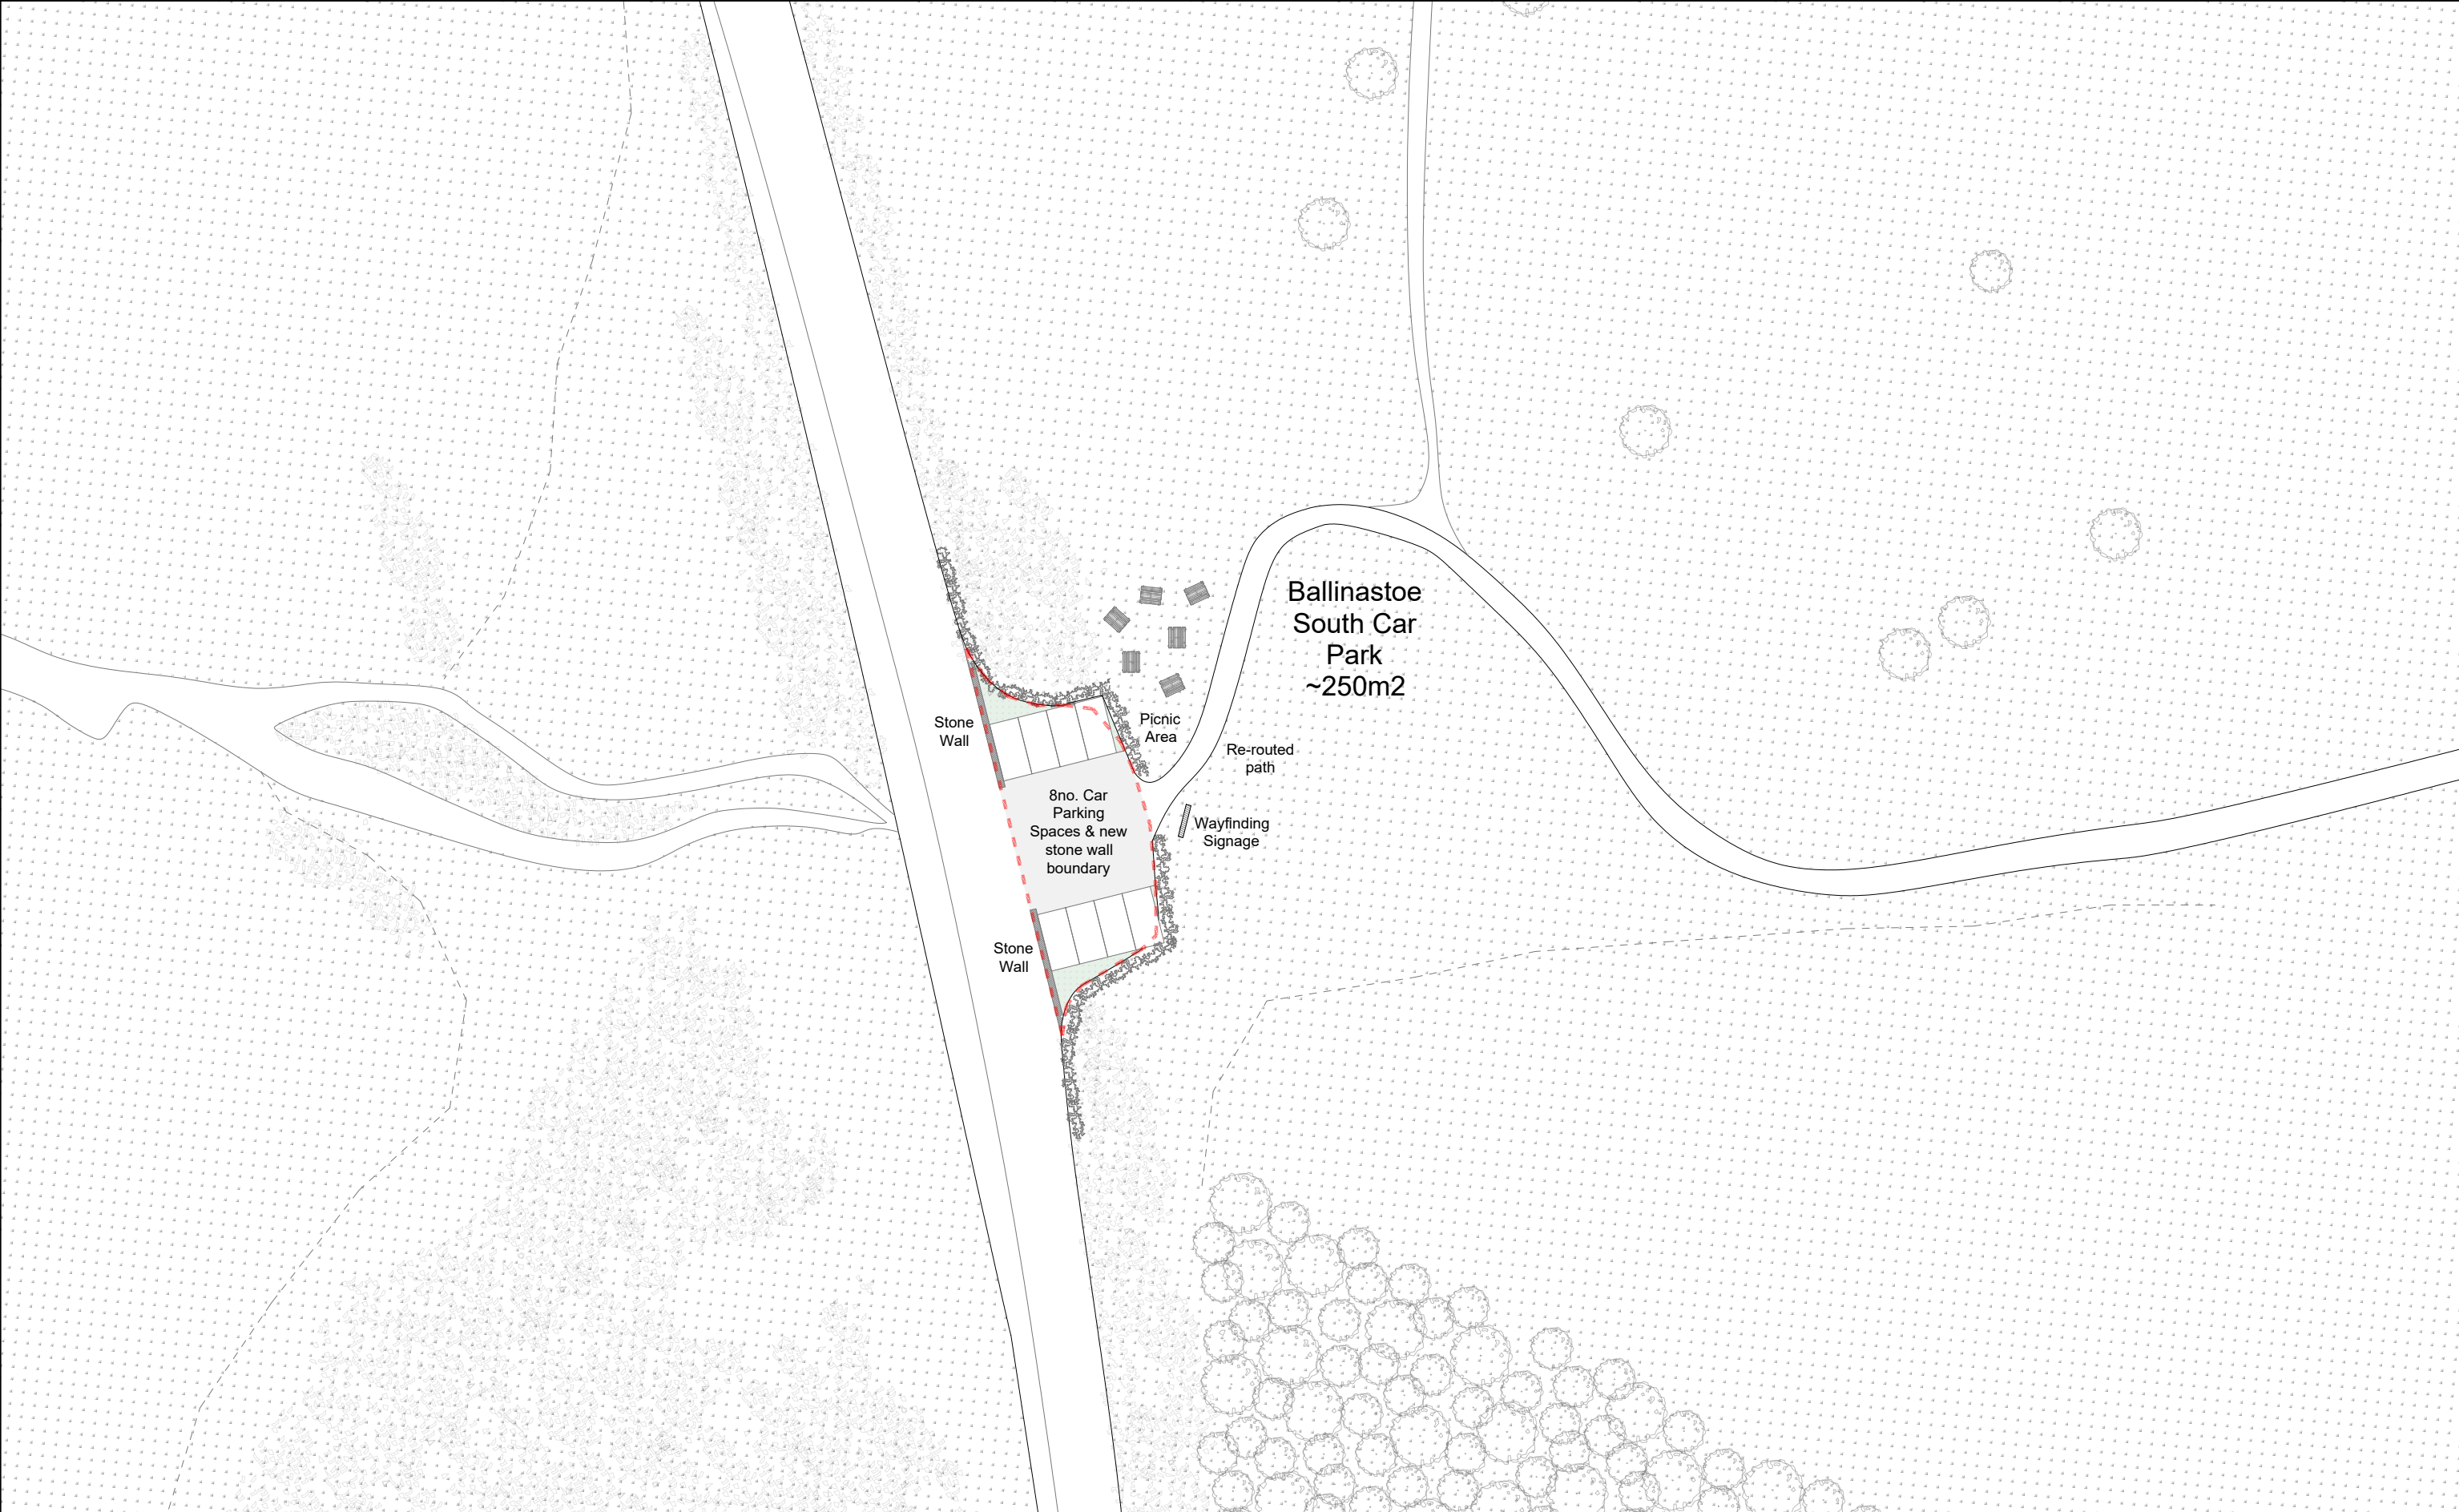 Ballinastoe
South Car
Park
~250m2
Stone
Wall
Picnic
Area
Re-routed
path
8no. Car
Parking
Spaces & new
stone wall
boundary
Wayfinding
Signage
Stone
Wall